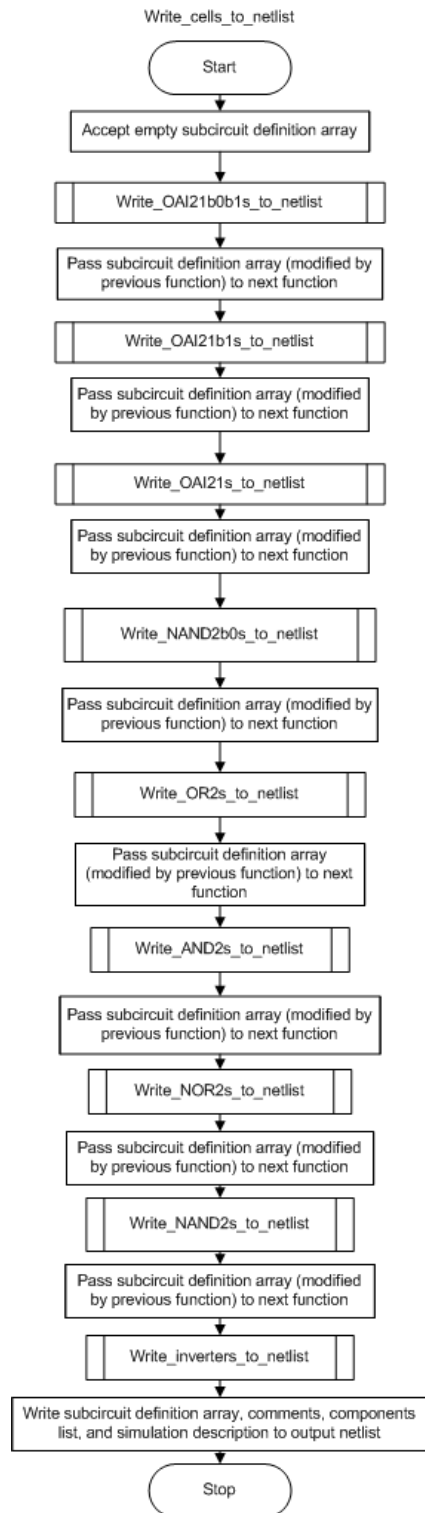 Write_cells_to_netlist
Start
Accept empty subcircuit definition array
Write_OAI21b0b1s_to_netlist
Pass subcircuit definition array (modified by
previous function) to next function
Write_OAI21b1s_to_netlist
Pass subcircuit definition array (modified
by previous function) to next function
Write_OAI21s_to_netlist
Pass subcircuit definition array (modified
by previous function) to next function
Write_NAND2b0s_to_netlist
Pass subcircuit definition array (modified by
previous function) to next function
Write_OR2s_to_netlist
Pass subcircuit definition array
(modified by previous function) to next
function
Write_AND2s_to_netlist
Pass subcircuit definition array (modified by
previous function) to next function
Write_NOR2s_to_netlist
Pass subcircuit definition array (modified
by previous function) to next function
Write_NAND2s_to_netlist
Pass subcircuit definition array (modified
by previous function) to next function
Write_inverters_to_netlist
Write subcircuit definition array, comments, components
list, and simulation description to output netlist
Stop